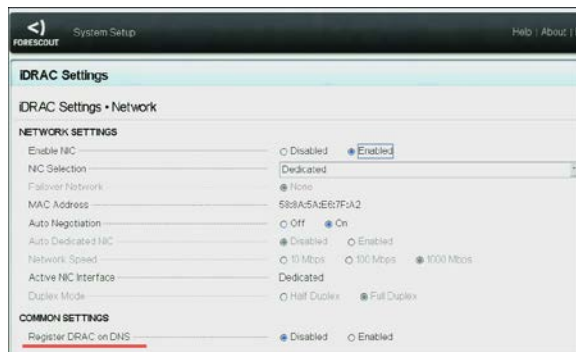 <) FORESCOUT System Setup Help | About |
iDRAC Settings
iDRAC Settings • Network
NETWORK SETTINGS
Enable NIC Disabled Enabled
NIC Selection Dedicated
Failover Network None
MAC Address 58:8A:5A:E6:7F:A2
Auto Negotiation Off On
Auto Dedicated NIC Disabled Enabled
Network Speed 10 Mbps 100 Mbps 1000 Mbps
Active NIC Interface Dedicated
Duplex Mode Half Duplex Full Duplex
COMMON SETTINGS
Register DRAC on DNS Disabled Enabled